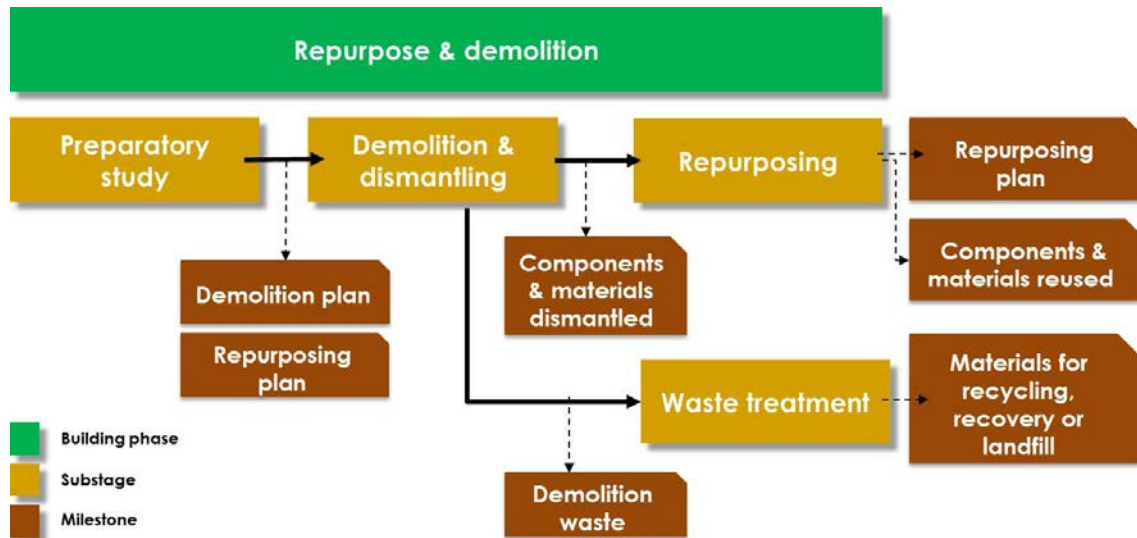 Repurpose & demolition
Preparatory
study
Demolition &
dismantling
Repurposing
Repurposing
plan
Components &
materials reused
Demolition plan
Repurposing
plan
Components
& materials
dismantled
Waste treatment
Materials for
recycling,
recovery or
landfill
Demolition
waste
Building phase
Substage
Milestone